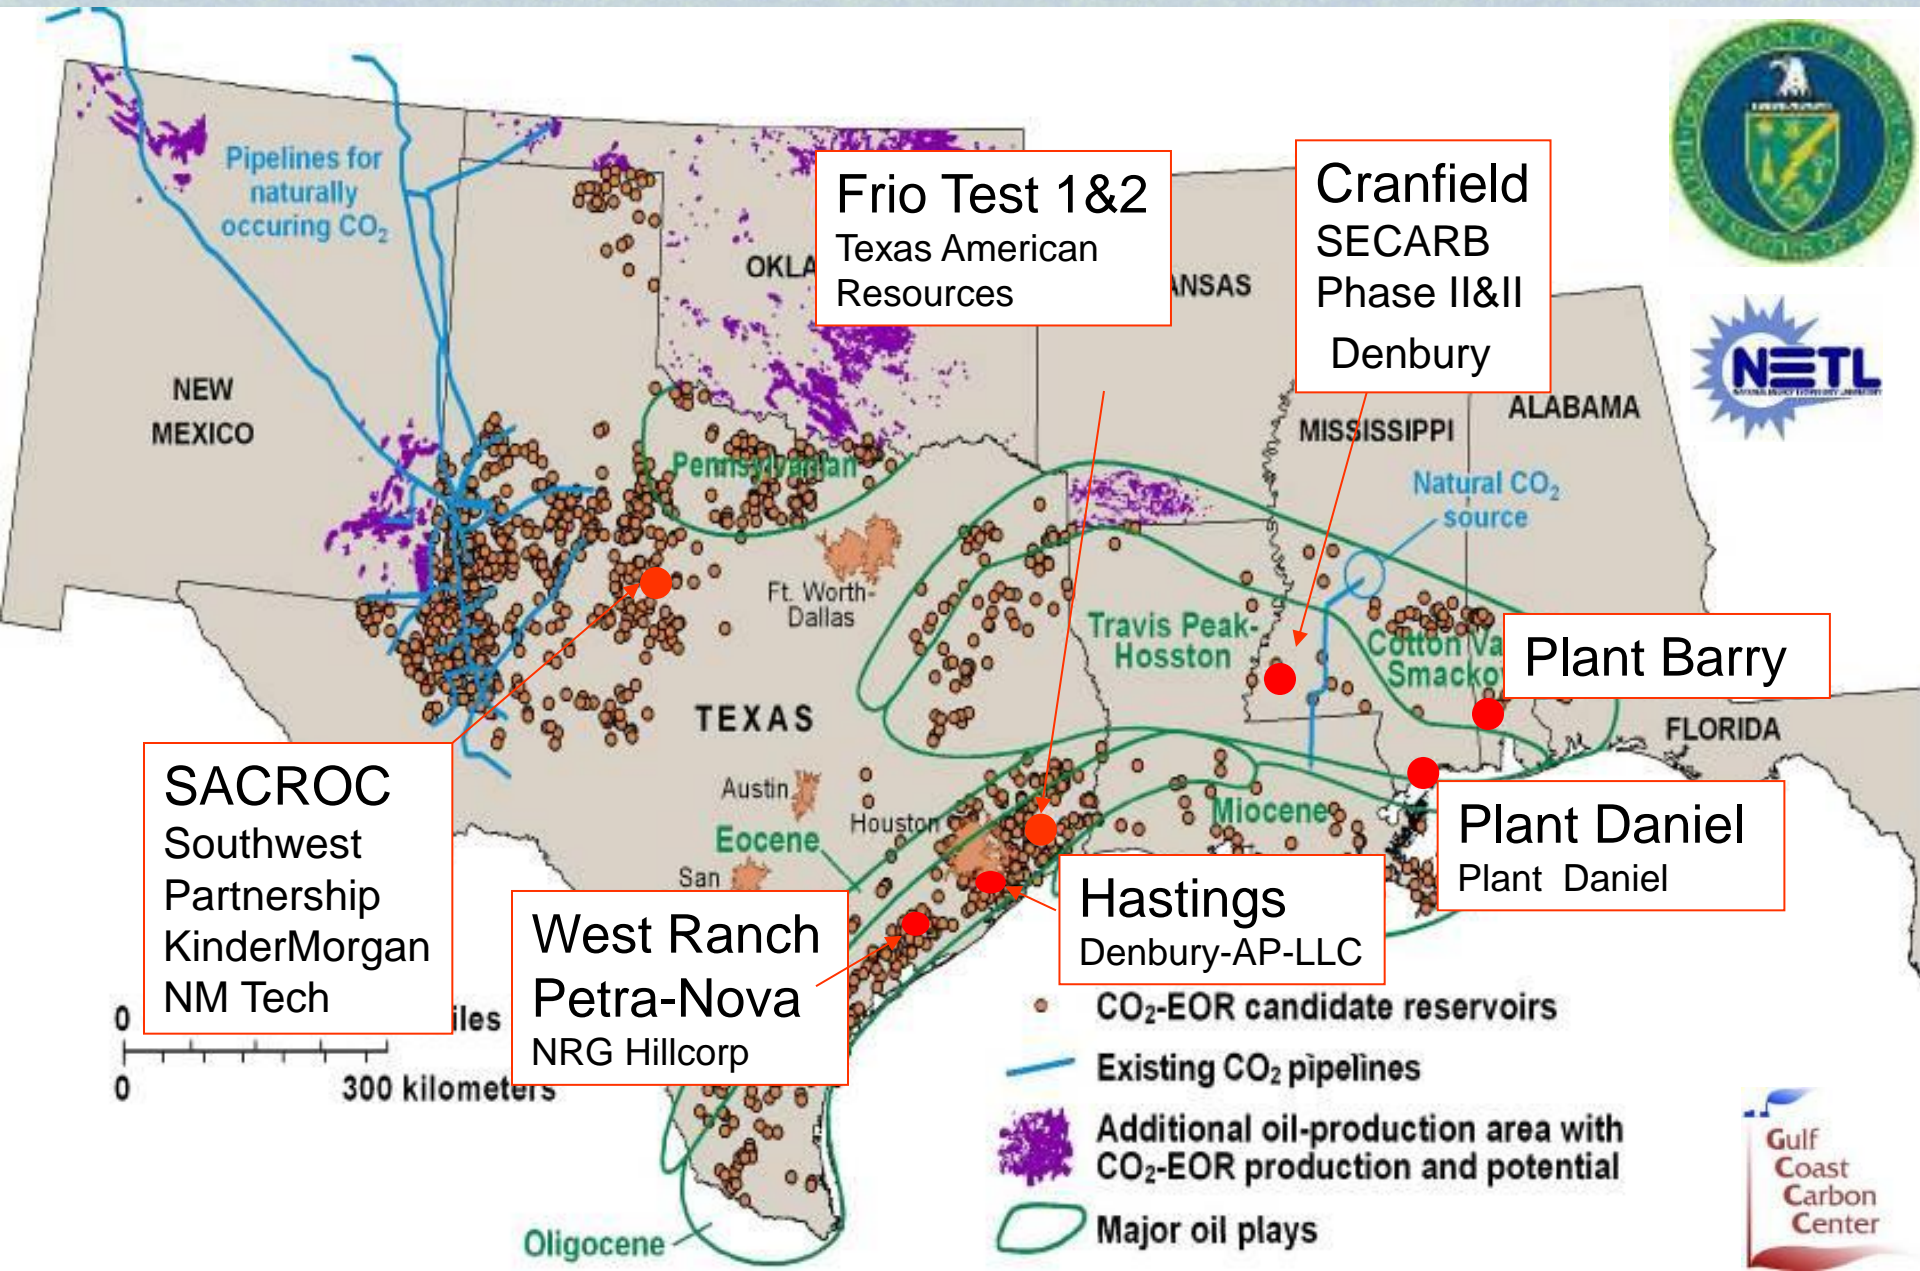 Pipelines for
naturally
occuring CO₂
Frio Test 1&2
Texas American
Resources
Cranfield
SECARB
Phase II&II
Denbury
NETL
OKLA
ANSAS
NEW
MEXICO
MISSISSIPPI
ALABAMA
Pennsylvanian
Natural CO₂
source
Ft. Worth-
Dallas
Travis Peak-
Hosston
Cotton Va
Smacko
Plant Barry
TEXAS
FLORIDA
SACROC
Southwest
Partnership
KinderMorgan
NM Tech
Austin
Houston
Eocene
San
Miocene
Plant Daniel
Plant Daniel
West Ranch
Petra-Nova
NRG Hillcorp
Hastings
Denbury-AP-LLC
0
iles
0
300 kilometers
CO₂-EOR candidate reservoirs
Existing CO₂ pipelines
Additional oil-production area with
CO₂-EOR production and potential
Major oil plays
Oligocene
Gulf
Coast
Carbon
Center